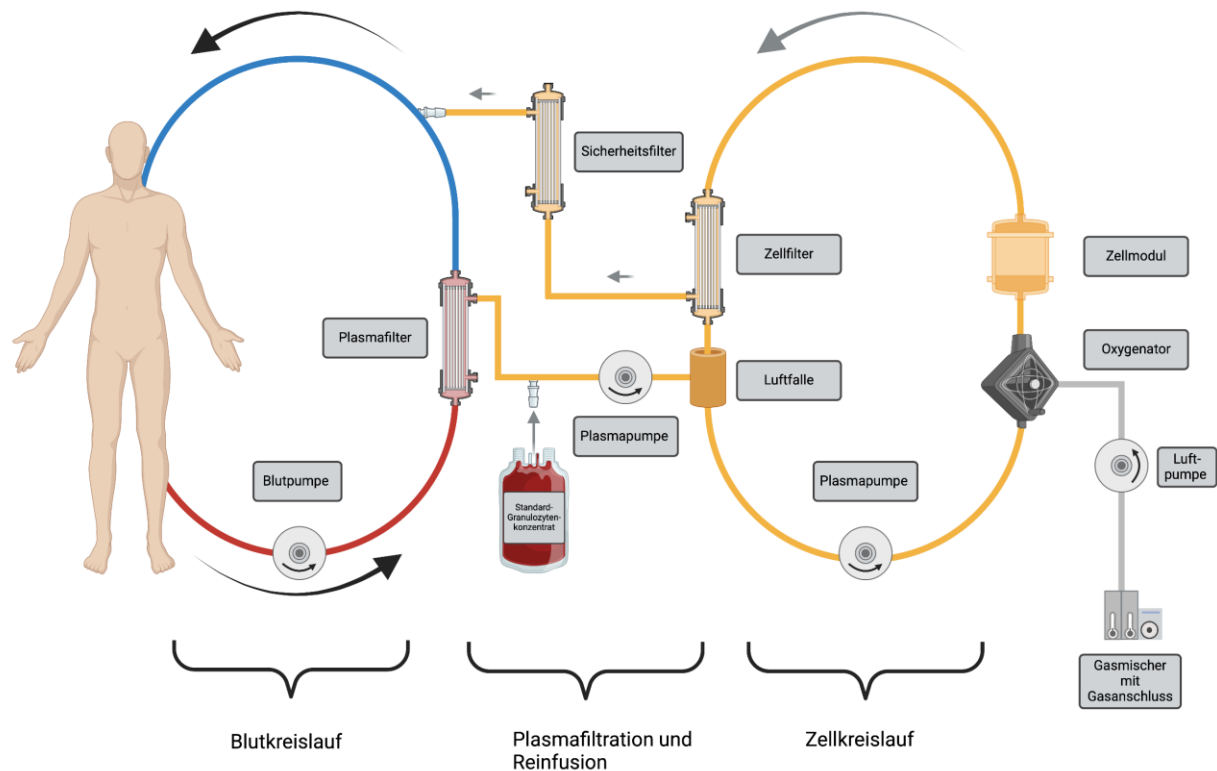 Sicherheitsfilter
Zellfilter
Zellmodul
Plasmafilter
Oxygenator
Luftfalle
Plasmapumpe
Blutpumpe
Plasmapumpe
Luft-
pumpe
Standard-
Granulozyten-
konzentrat
Gasmischer
mit
Gasanschluss
Blutkreislauf
Plasmafiltration und
Reinfusion
Zellkreislauf